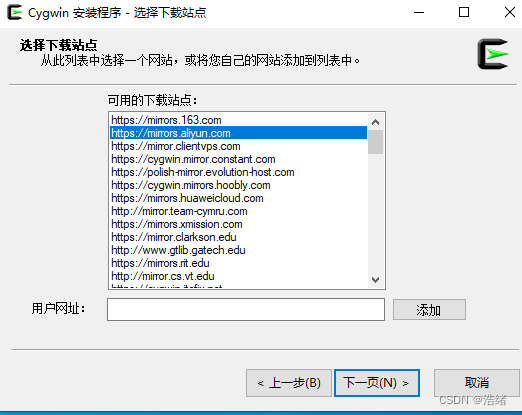 Cygwin 安装程序 - 选择下载站点
选择下载站点
从此列表中选择一个网站，或将您自己的网站添加到列表中。
可用的下载站点：
https://mirrors.163.com
https://mirrors.aliyun.com
https://mirror.clientvps.com
https://cygwin.mirror.constant.com
https://polish-mirror.evolution-host.com
https://cygwin.mirrors.hoobly.com
https://mirrors.huaweicloud.com
http://mirror.team-cymru.com
https://mirrors.xmission.com
https://mirror.clarkson.edu
http://www.gtlib.gatech.edu
https://mirrors.rit.edu
http://mirror.cs.vt.edu
用户网址：
添加
< 上一步(B)
下一页(N) >
取消
CSDN @浩绪